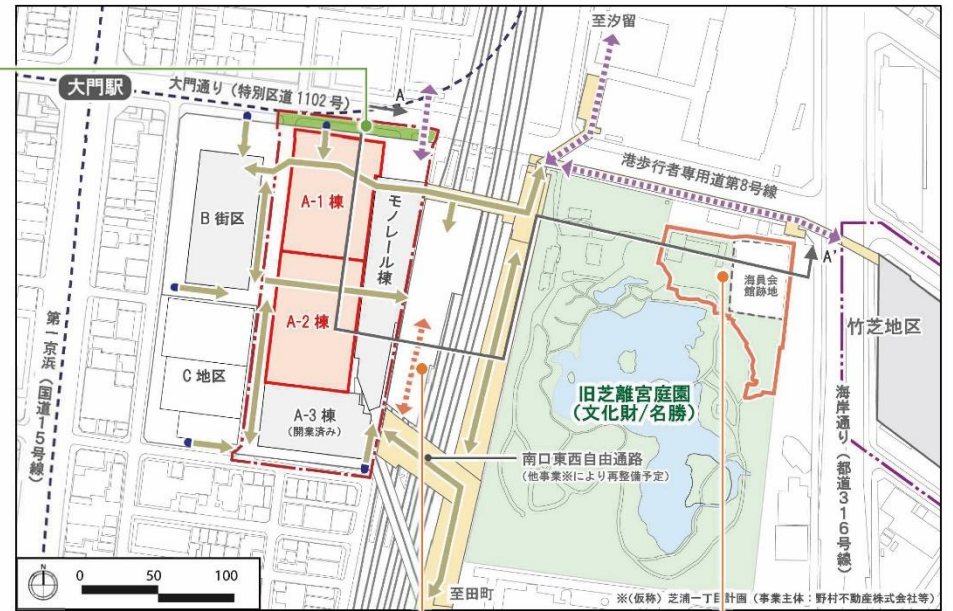 至汐留
大門駅
大門通り（特別区道1102号）
A
港歩行者専用道第8号線
A-1 棟
B 街区
モノレール棟
A'
海員会
館跡地
A-2 棟
竹芝地区
第一京浜（国道15号線）
C 地区
旧芝離宮庭園
（文化財/名勝）
海岸通り（都道316号線）
A-3 棟
（開業済み）
南口東西自由通路
（他事業※により再整備予定）
N
0 50 100
至田町
※（仮称）芝浦一丁目計画（事業主体：野村不動産株式会社等）